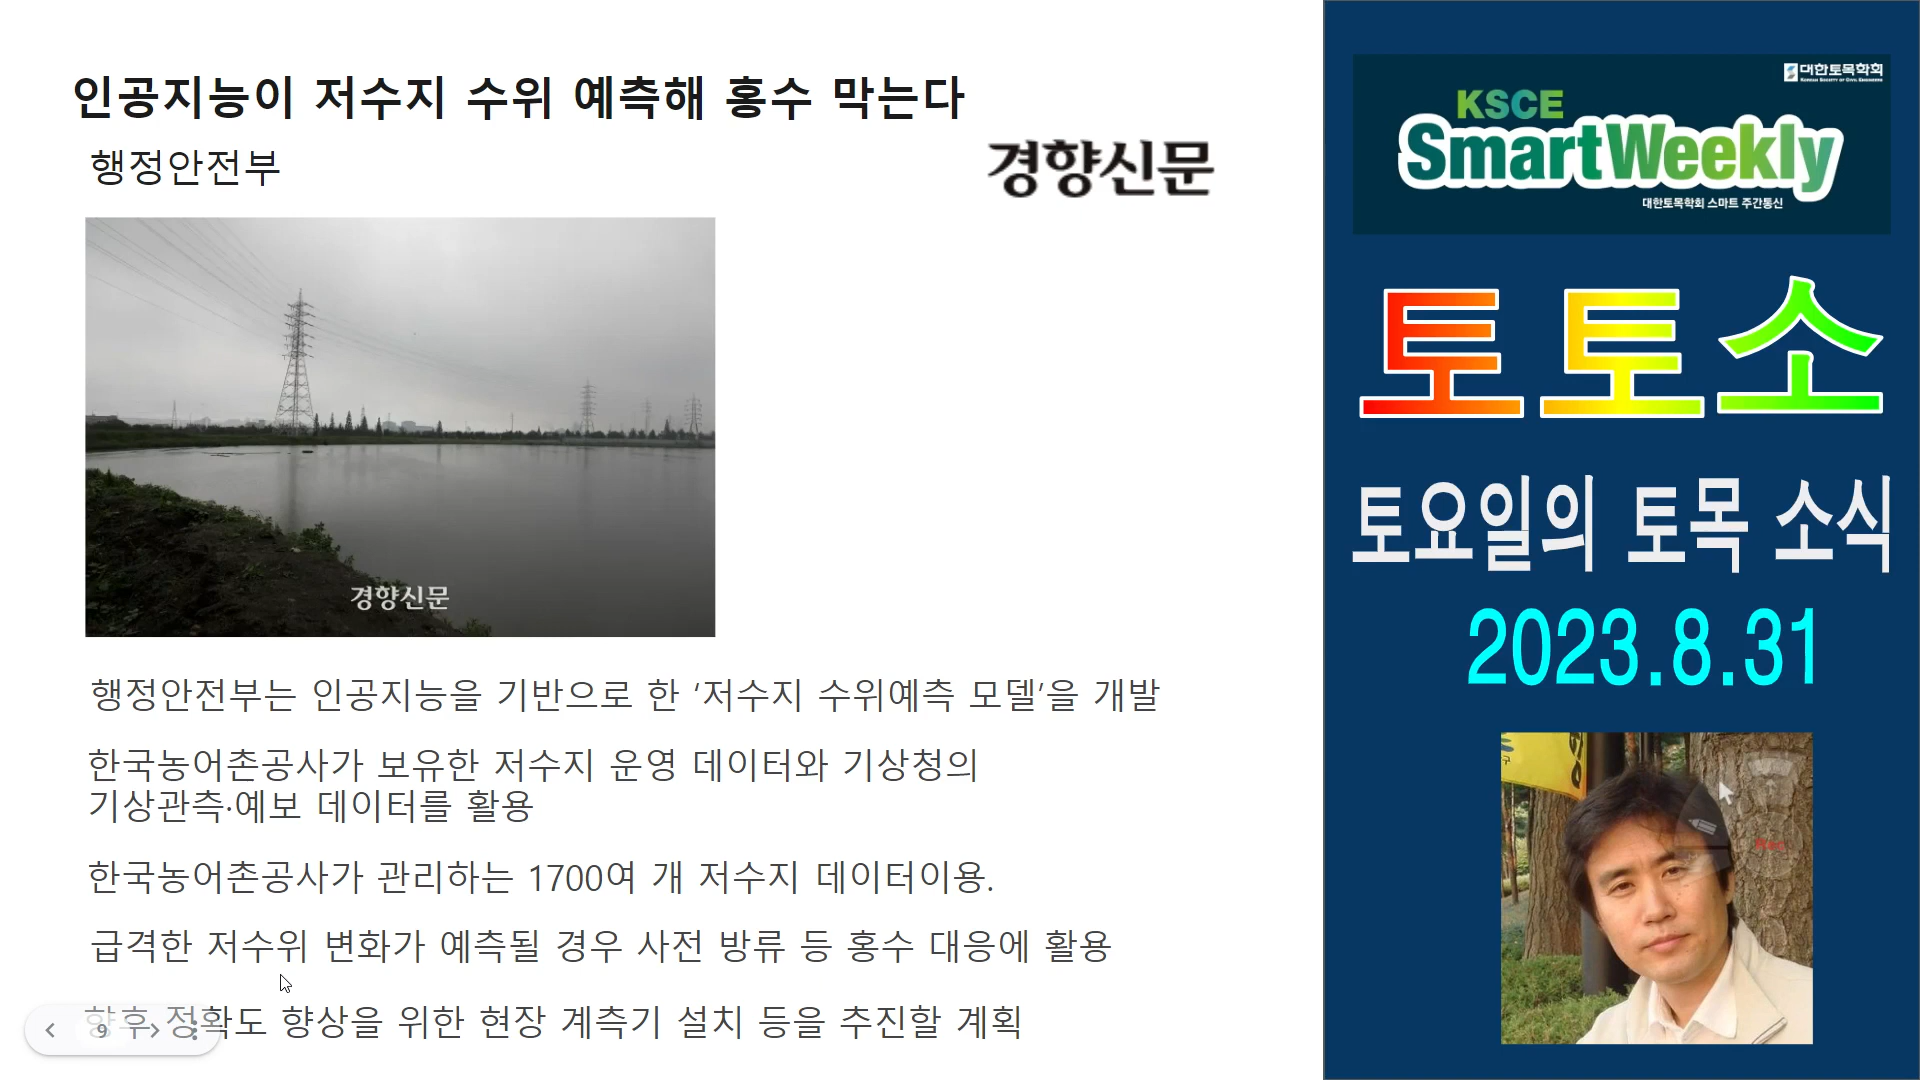 인공지능이 저수지 수위 예측해 홍수 막는다
행정안전부
경향신문
경향신문
행정안전부는 인공지능을 기반으로 한 ‘저수지 수위예측 모델’을 개발
한국농어촌공사가 보유한 저수지 운영 데이터와 기상청의
기상관측·예보 데이터를 활용
한국농어촌공사가 관리하는 1700여 개 저수지 데이터이용.
급격한 저수위 변화가 예측될 경우 사전 방류 등 홍수 대응에 활용
향후 정확도 향상을 위한 현장 계측기 설치 등을 추진할 계획
9
대한토목학회
KOREAN SOCIETY OF CIVIL ENGINEERS
KSCE
SmartWeekly
대한토목학회 스마트 주간통신
토토소
토요일의 토목 소식
2023.8.31